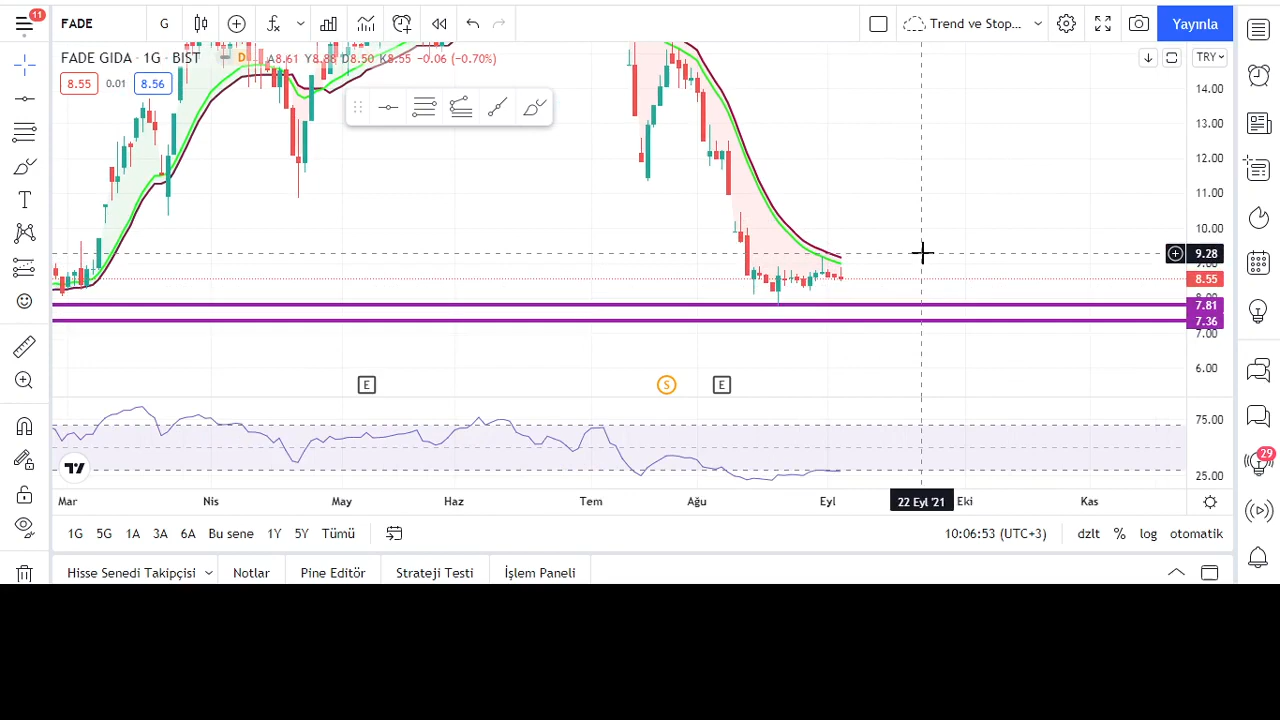 11
FADE
G
Trend ve Stop...
Yayınla
FADE GIDA · 1G · BIST
D
A8.61 Y8.88 D8.50 K8.55 −0.06 (−0.70%)
TRY
8.55
0.01
8.56
14.00
13.00
12.00
11.00
10.00
9.28
8.55
7.81
7.36
7.00
6.00
E
S
E
75.00
25.00
29
Mar
Nis
May
Haz
Tem
Ağu
Eyl
22 Eyl '21
Eki
Kas
1G
5G
1A
3A
6A
Bu sene
1Y
5Y
Tümü
10:06:53 (UTC+3)
dzlt
%
log
otomatik
Hisse Senedi Takipçisi
Notlar
Pine Editör
Strateji Testi
İşlem Paneli